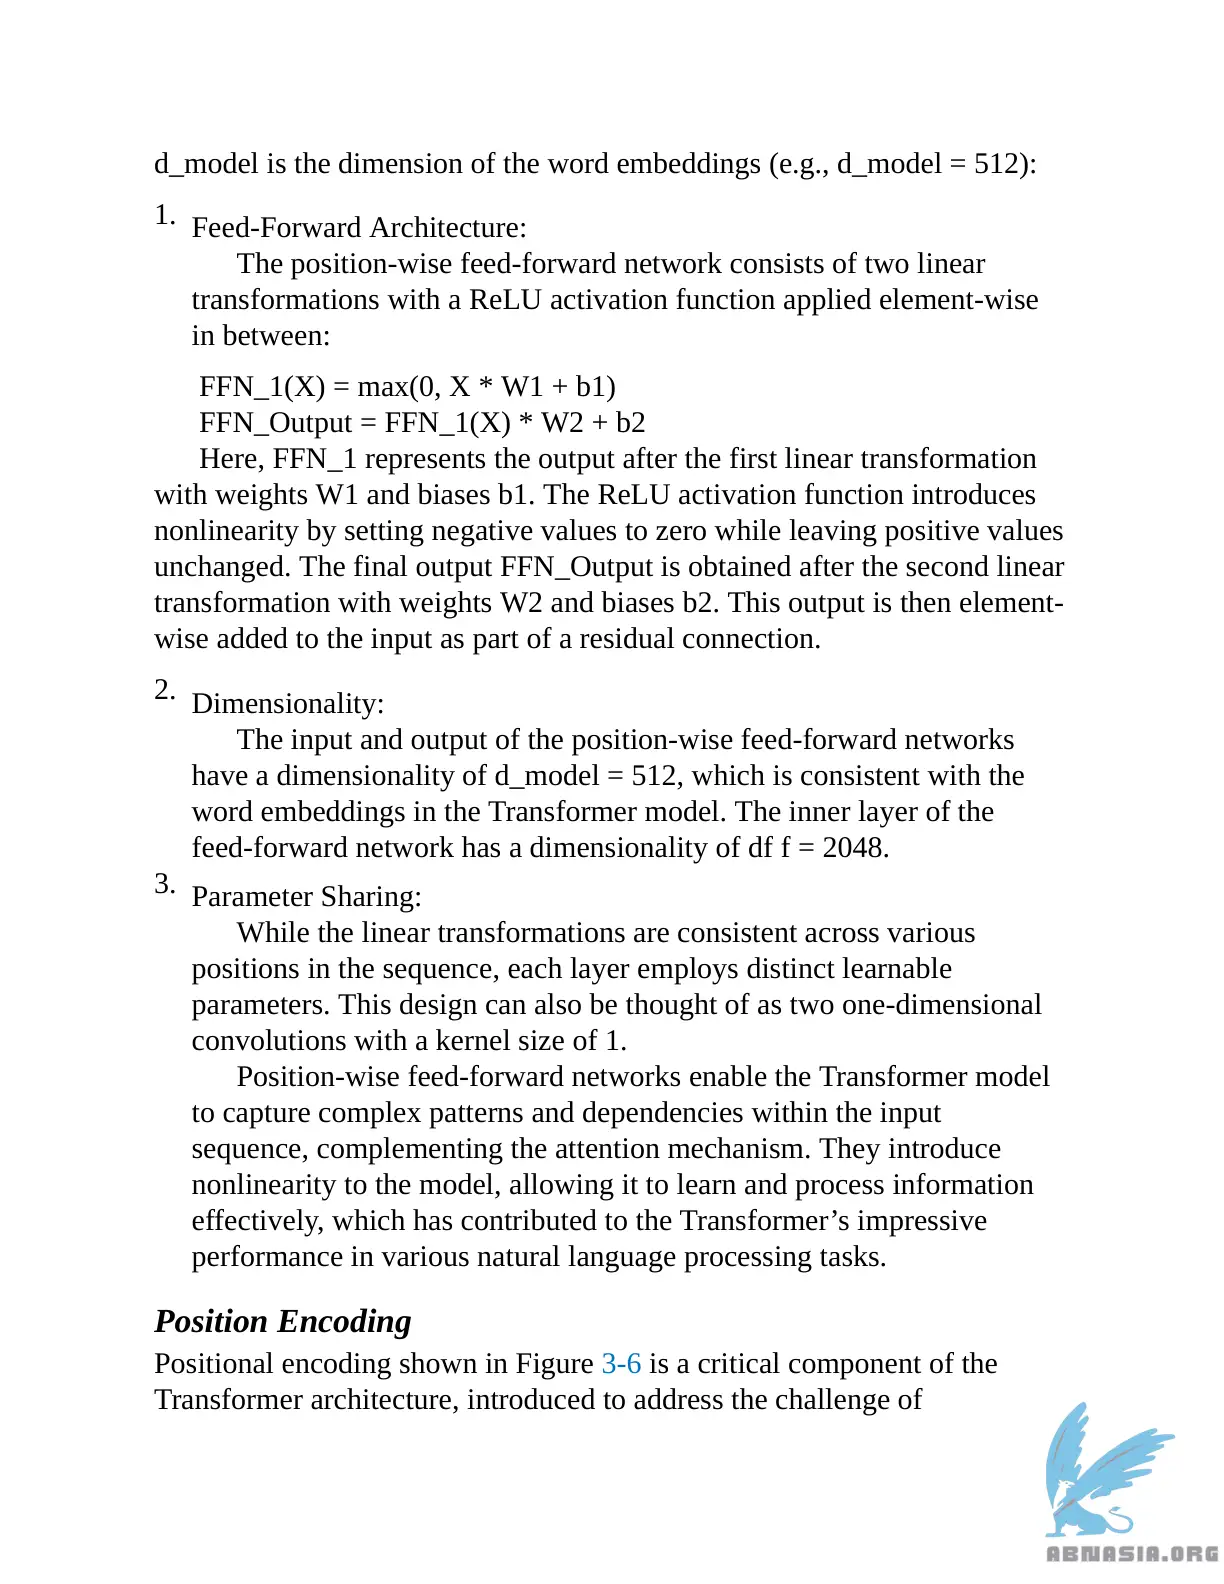 d_model is the dimension of the word embeddings (e.g., d_model = 512):
1. Feed-Forward Architecture:
The position-wise feed-forward network consists of two linear
transformations with a ReLU activation function applied element-wise
in between:
FFN_1(X) = max(0, X * W1 + b1)
FFN_Output = FFN_1(X) * W2 + b2
Here, FFN_1 represents the output after the first linear transformation
with weights W1 and biases b1. The ReLU activation function introduces
nonlinearity by setting negative values to zero while leaving positive values
unchanged. The final output FFN_Output is obtained after the second linear
transformation with weights W2 and biases b2. This output is then element-
wise added to the input as part of a residual connection.
2. Dimensionality:
The input and output of the position-wise feed-forward networks
have a dimensionality of d_model = 512, which is consistent with the
word embeddings in the Transformer model. The inner layer of the
feed-forward network has a dimensionality of df f = 2048.
3. Parameter Sharing:
While the linear transformations are consistent across various
positions in the sequence, each layer employs distinct learnable
parameters. This design can also be thought of as two one-dimensional
convolutions with a kernel size of 1.
Position-wise feed-forward networks enable the Transformer model
to capture complex patterns and dependencies within the input
sequence, complementing the attention mechanism. They introduce
nonlinearity to the model, allowing it to learn and process information
effectively, which has contributed to the Transformer’s impressive
performance in various natural language processing tasks.
Position Encoding
Positional encoding shown in Figure 3-6 is a critical component of the
Transformer architecture, introduced to address the challenge of
ABNASIA.ORG